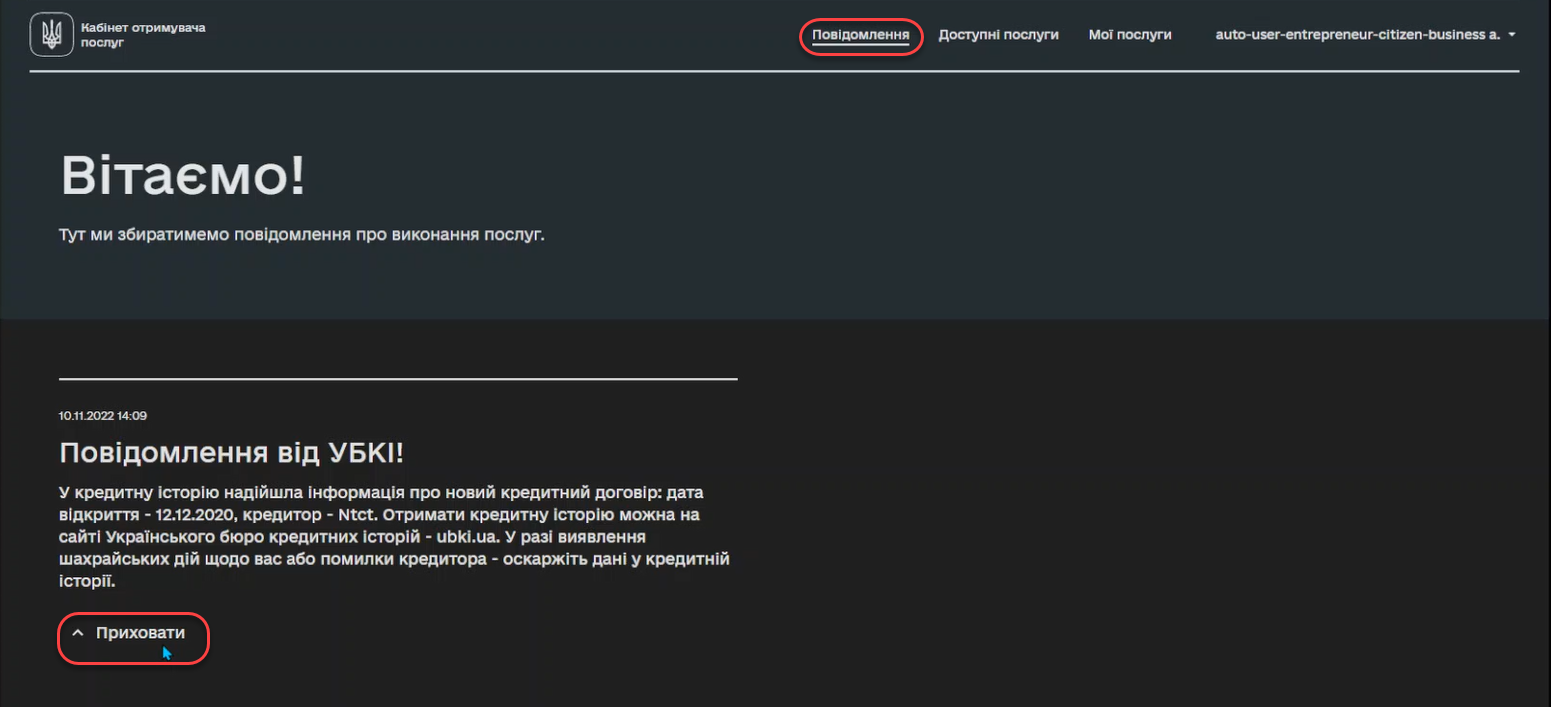 Кабінет отримувача
послуг
Повідомлення
Доступні послуги
Мої послуги
auto-user-entrepreneur-citizen-business a.
Вітаємо!
Тут ми збиратимемо повідомлення про виконання послуг.
10.11.2022 14:09
Повідомлення від УБКІ!
У кредитну історію надійшла інформація про новий кредитний договір: дата
відкриття - 12.12.2020, кредитор - Ntct. Отримати кредитну історію можна на
сайті Українського бюро кредитних історій - ubki.ua. У разі виявлення
шахрайських дій щодо вас або помилки кредитора - оскаржіть дані у кредитній
історії.
Приховати